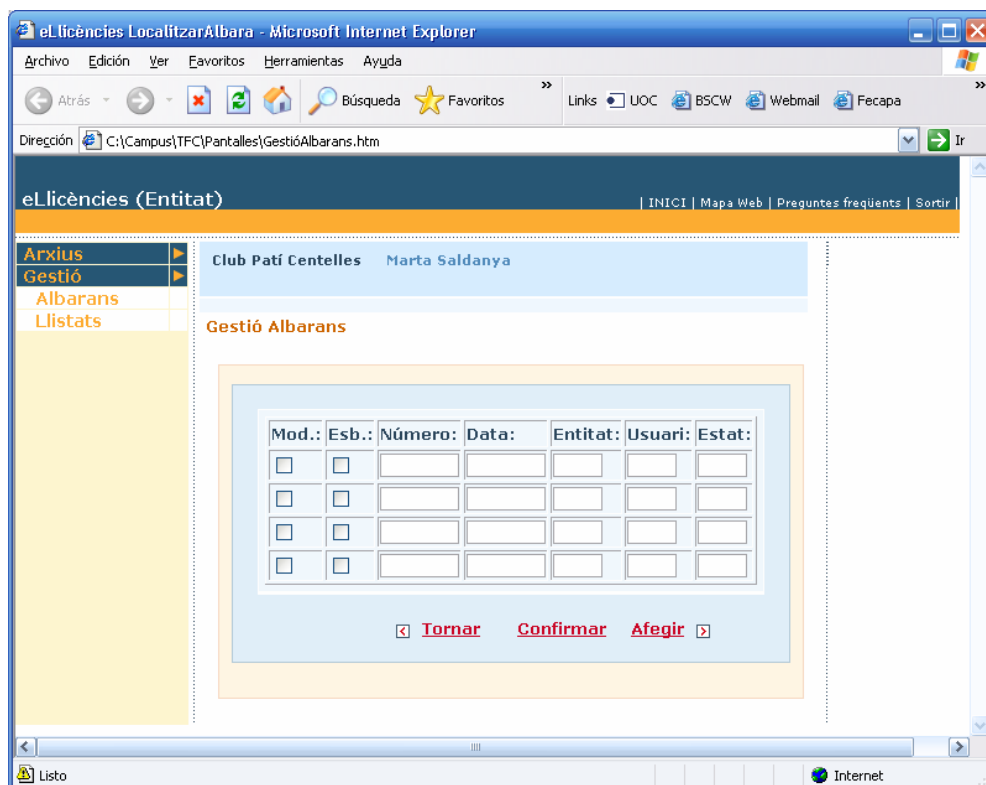 eLlicències LocalitzarAlbara - Microsoft Internet Explorer
Archivo Edición Ver Favoritos Herramientas Ayuda
Atrás Búsqueda Favoritos » Links UOC BSCW Webmail Fecapa »
Dirección C:\Campus\TFC\Pantalles\GestióAlbarans.htm Ir
eLlicències (Entitat)
| INICI | Mapa Web | Preguntes freqüents | Sortir |
Arxius
Gestió
Albarans
Llistats
Club Patí Centelles Marta Saldanya
Gestió Albarans
Mod.: Esb.: Número: Data: Entitat: Usuari: Estat:
Tornar Confirmar Afegir
Listo Internet